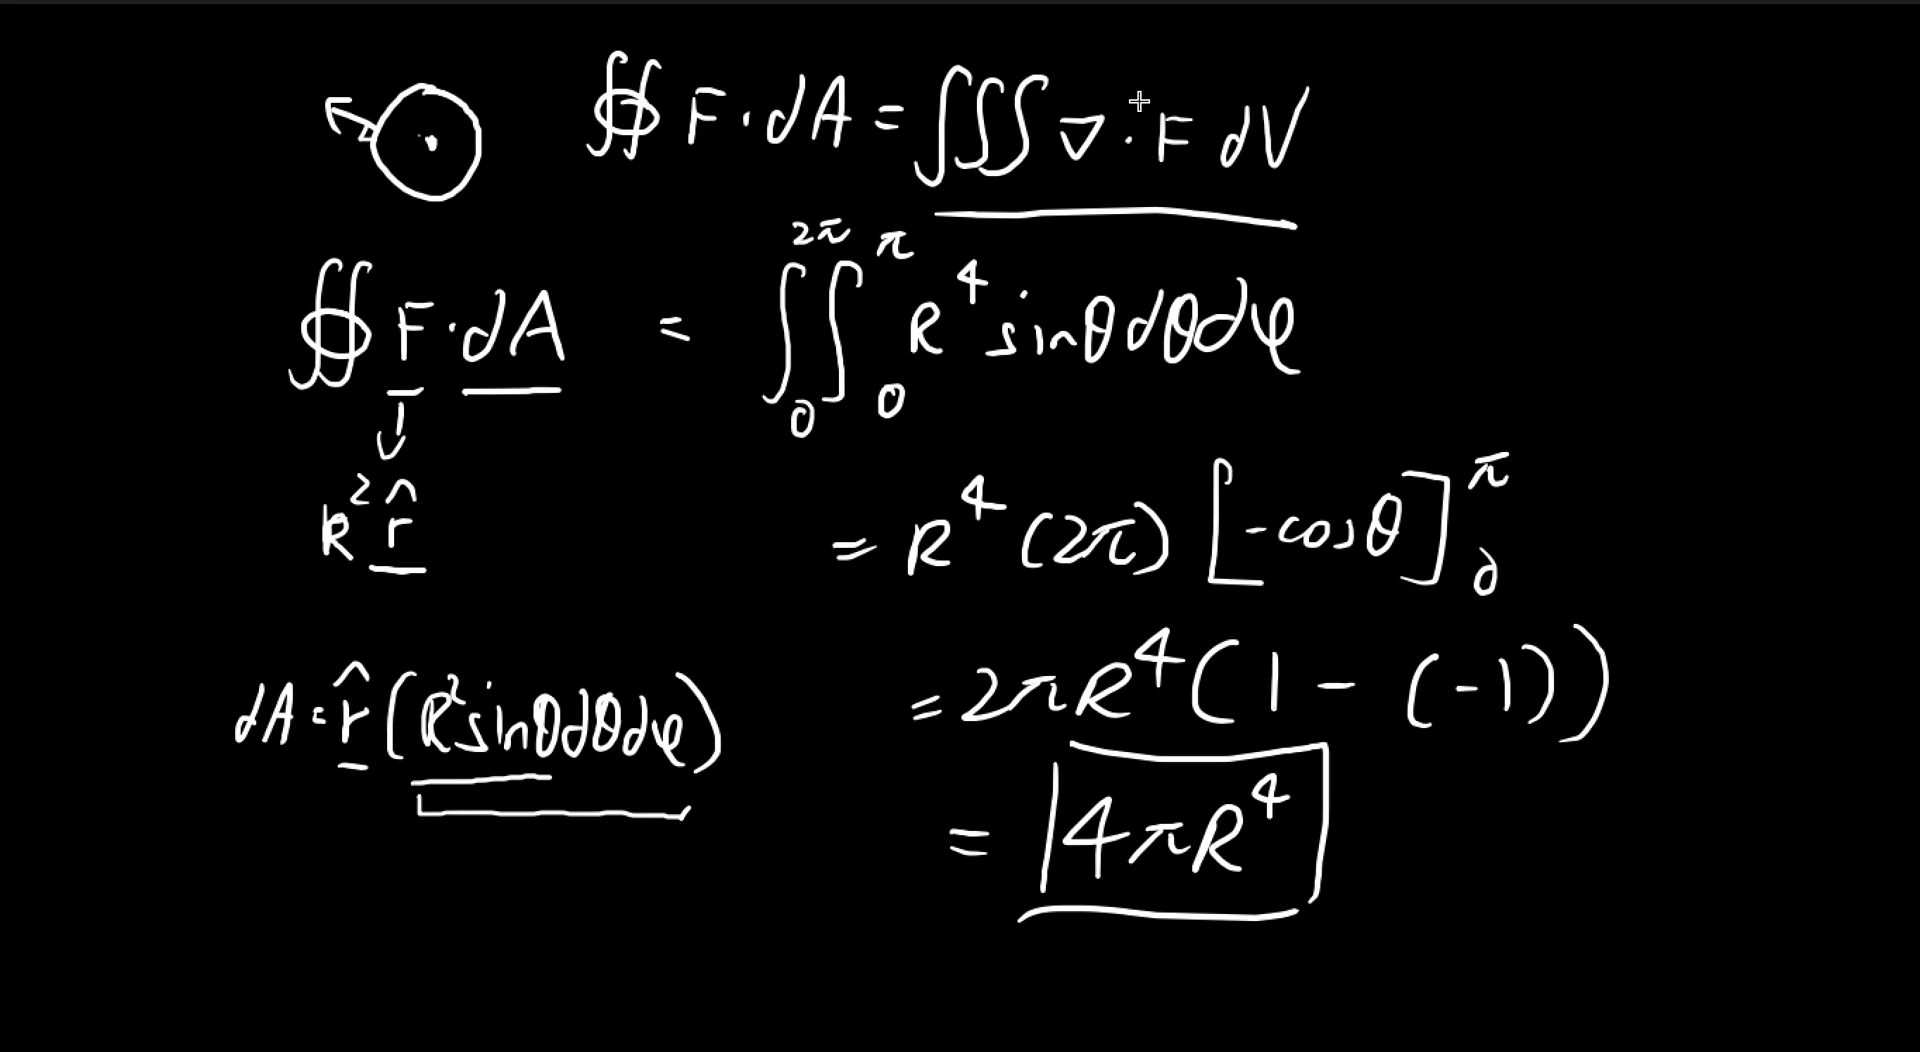 ∯ F · dA = ∭ ∇ · F dV
∯ F · dA = ∫₀^2π ∫₀^π R⁴ sinθ dθ dφ
R² r̂
= R⁴ (2π) [-cosθ]₀^π
dA = r̂ (R² sinθ dθ dφ)
= 2πR⁴ (1 - (-1))
= 4πR⁴